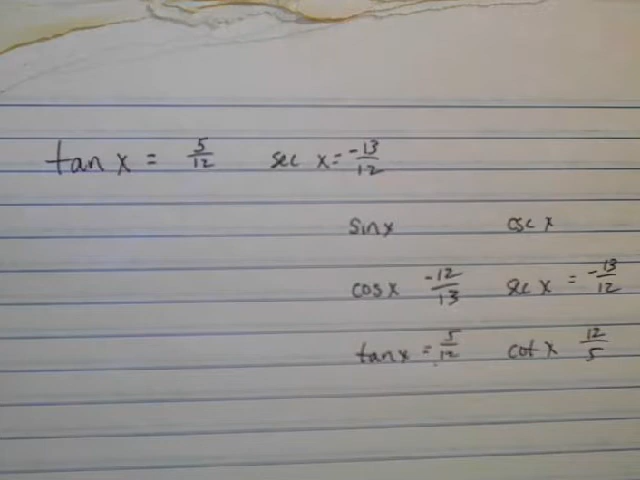 tan x = 5/12 sec x = -13/12
sin x csc x
cos x -12/13 sec x = -13/12
tan x = 5/12 cot x 12/5